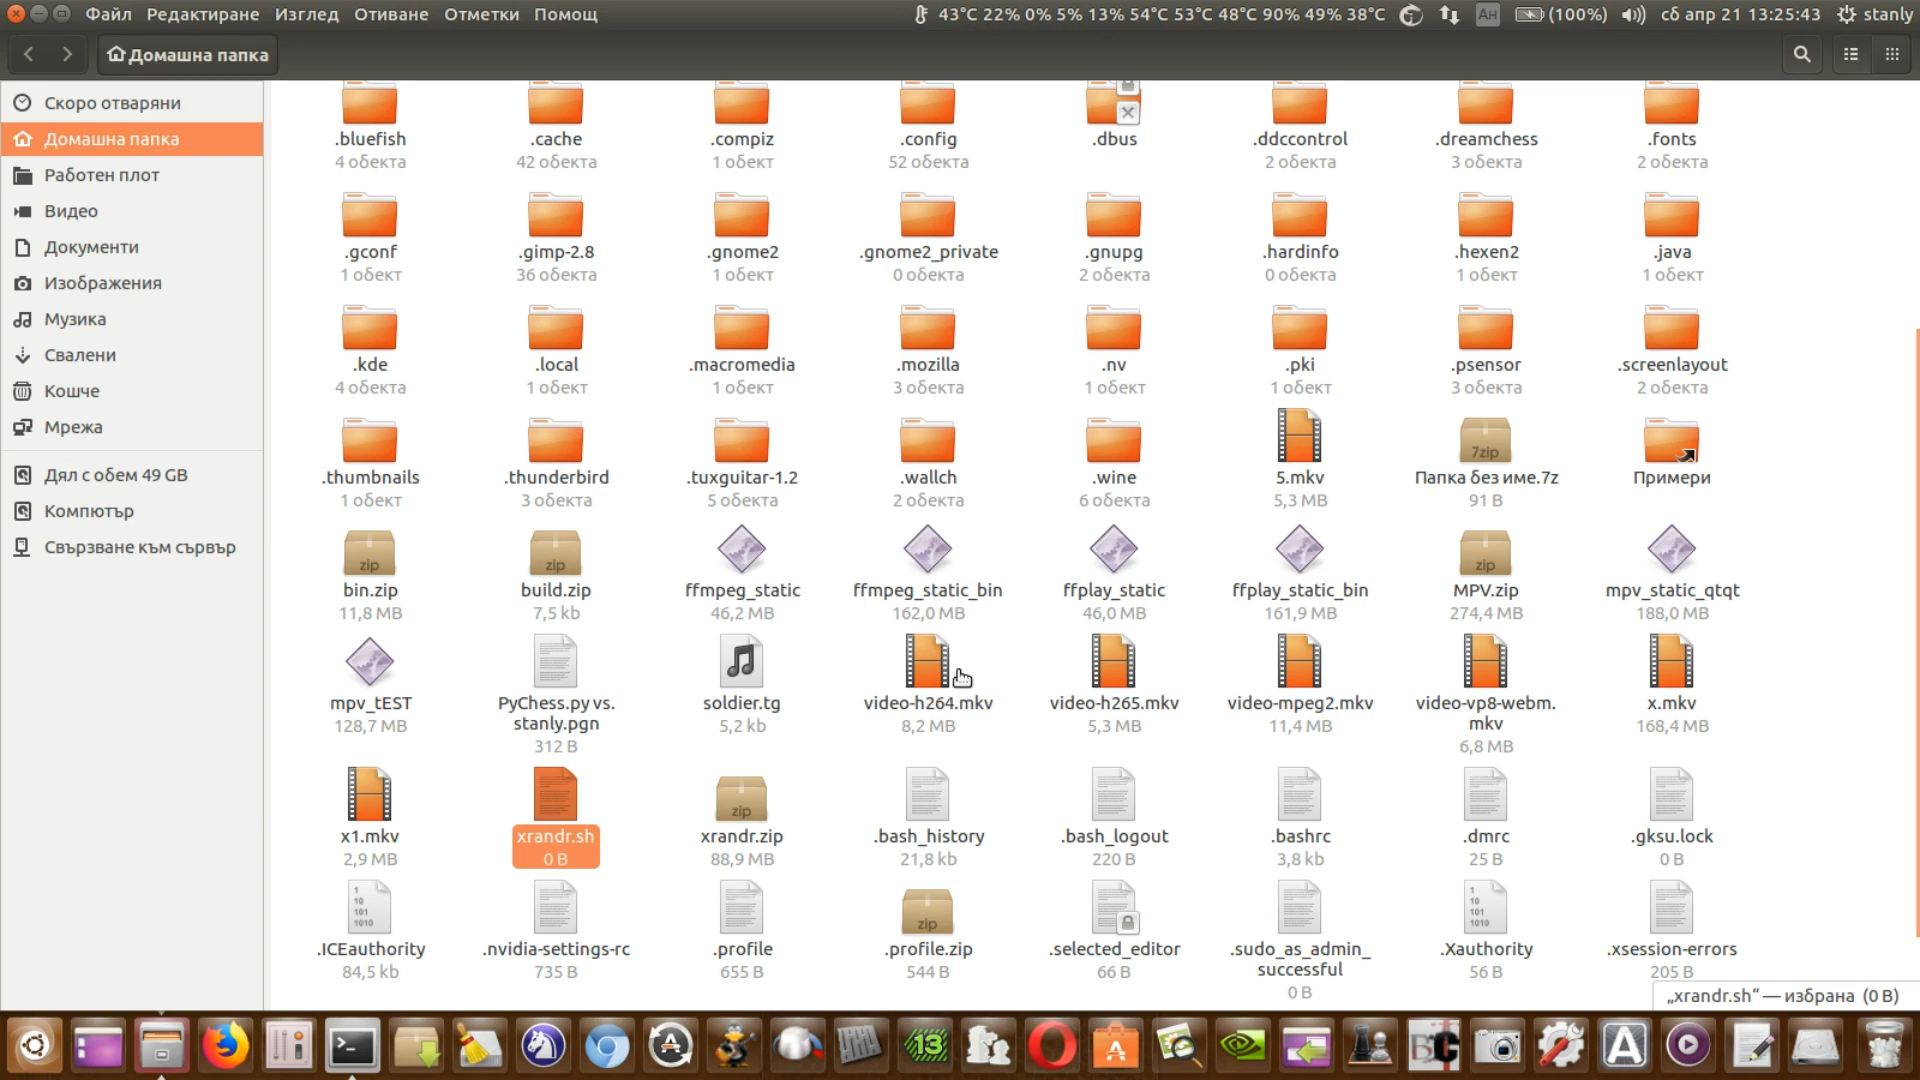 Файл Редактиране Изглед Отиване Отметки Помощ
43°C 22% 0% 5% 13% 54°C 53°C 48°C 90% 49% 38°C Ан (100%) сб апр 21 13:25:43 stanly
Домашна папка
Скоро отваряни
Домашна папка
Работен плот
Видео
Документи
Изображения
Музика
Свалени
Кошче
Мрежа
Дял с обем 49 GB
Компютър
Свързване към сървър
.bluefish .cache .compiz .config .dbus .ddccontrol .dreamchess .fonts
4 обекта 42 обекта 1 обект 52 обекта 2 обекта 3 обекта 2 обекта
.gconf .gimp-2.8 .gnome2 .gnome2_private .gnupg .hardinfo .hexen2 .java
1 обект 36 обекта 1 обект 0 обекта 2 обекта 0 обекта 1 обект 1 обект
.kde .local .macromedia .mozilla .nv .pki .psensor .screenlayout
4 обекта 1 обект 1 обект 3 обекта 1 обект 1 обект 3 обекта 2 обекта
7zip
.thumbnails .thunderbird .tuxguitar-1.2 .wallch .wine 5.mkv Папка без име.7z Примери
1 обект 3 обекта 5 обекта 2 обекта 6 обекта 5,3 MB 91 B
zip zip zip
bin.zip build.zip ffmpeg_static ffmpeg_static_bin ffplay_static ffplay_static_bin MPV.zip mpv_static_qtqt
11,8 MB 7,5 kb 46,2 MB 162,0 MB 46,0 MB 161,9 MB 274,4 MB 188,0 MB
mpv_tEST PyChess.py vs. soldier.tg video-h264.mkv video-h265.mkv video-mpeg2.mkv video-vp8-webm. x.mkv
128,7 MB stanly.pgn 5,2 kb 8,2 MB 5,3 MB 11,4 MB mkv 168,4 MB
312 B 6,8 MB
zip
x1.mkv xrandr.sh xrandr.zip .bash_history .bash_logout .bashrc .dmrc .gksu.lock
2,9 MB 0 B 88,9 MB 21,8 kb 220 B 3,8 kb 25 B 0 B
1 10 101 1010 zip 1 10 101 1010
.ICEauthority .nvidia-settings-rc .profile .profile.zip .selected_editor .sudo_as_admin_ .Xauthority .xsession-errors
84,5 kb 735 B 655 B 544 B 66 B successful 56 B 205 B
0 B
„xrandr.sh“ — избрана (0 B)
13